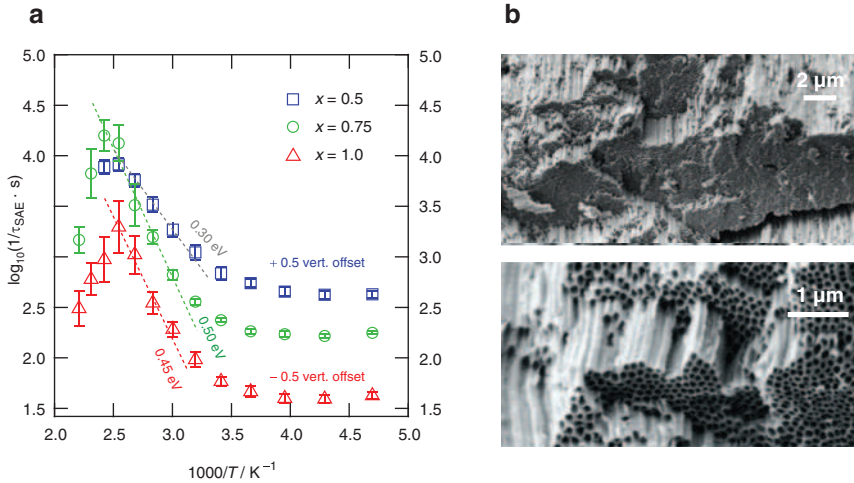 a
5.0
4.5
4.0
3.5
3.0
2.5
2.0
1.5
log₁₀(1/τSAE · s)
x = 0.5
x = 0.75
x = 1.0
0.30 eV
+ 0.5 vert. offset
0.50 eV
0.45 eV
− 0.5 vert. offset
5.0
4.5
4.0
3.5
3.0
2.5
2.0
1.5
2.0 2.5 3.0 3.5 4.0 4.5 5.0
1000/T / K⁻¹
b
2 µm
1 µm